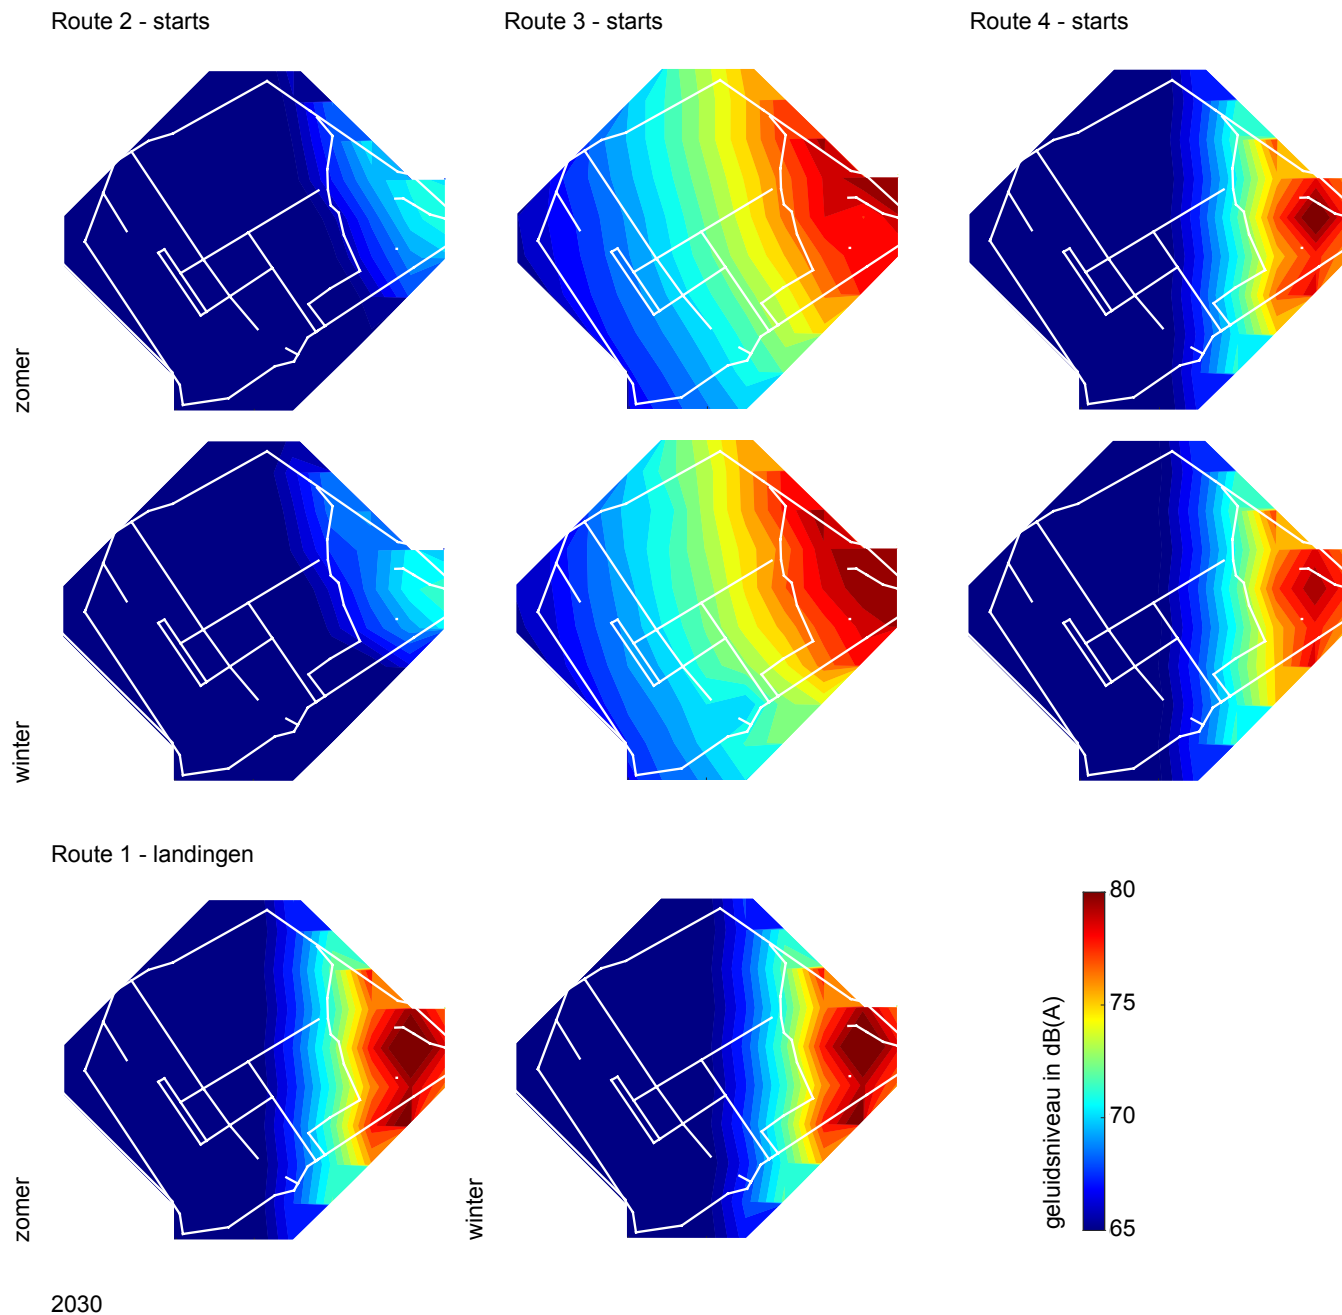 Route 2 - starts
Route 3 - starts
Route 4 - starts
zomer
winter
Route 1 - landingen
zomer
winter
geluidsniveau in dB(A)
80
75
70
65
2030